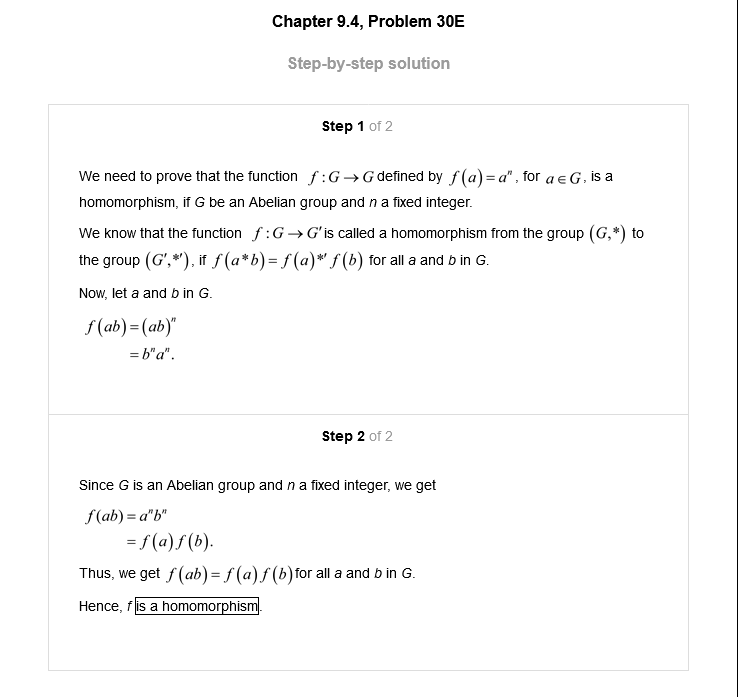 Chapter 9.4, Problem 30E
Step-by-step solution
Step 1 of 2
We need to prove that the function f : G → G defined by f(a) = aⁿ, for a ∈ G, is a
homomorphism, if G be an Abelian group and n a fixed integer.
We know that the function f : G → G′ is called a homomorphism from the group (G,*) to
the group (G′,*′), if f(a*b) = f(a)*′ f(b) for all a and b in G.
Now, let a and b in G.
f(ab) = (ab)ⁿ
= bⁿaⁿ.
Step 2 of 2
Since G is an Abelian group and n a fixed integer, we get
f(ab) = aⁿbⁿ
= f(a) f(b).
Thus, we get f(ab) = f(a) f(b) for all a and b in G.
Hence, f is a homomorphism.